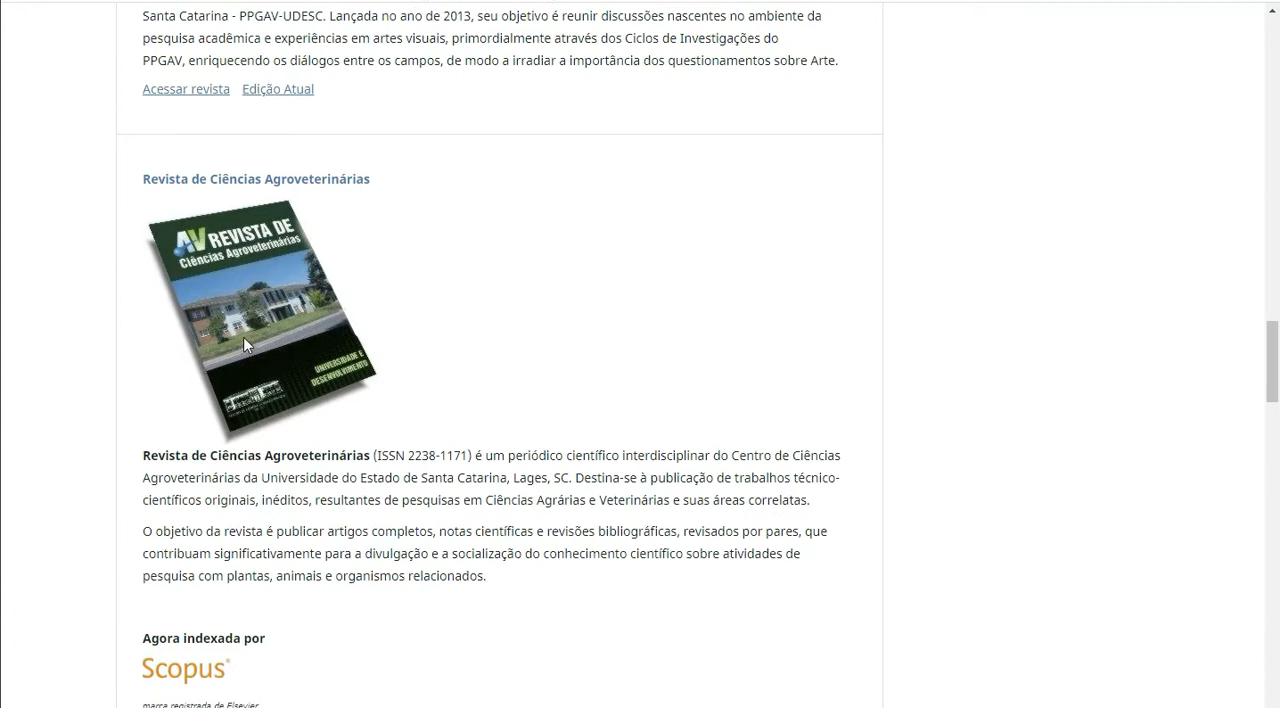 Santa Catarina - PPGAV-UDESC. Lançada no ano de 2013, seu objetivo é reunir discussões nascentes no ambiente da
pesquisa acadêmica e experiências em artes visuais, primordialmente através dos Ciclos de Investigações do
PPGAV, enriquecendo os diálogos entre os campos, de modo a irradiar a importância dos questionamentos sobre Arte.
Acessar revista Edição Atual
Revista de Ciências Agroveterinárias
AV REVISTA DE
Ciências Agroveterinárias
UNIVERSIDADE E
DESENVOLVIMENTO
Revista de Ciências Agroveterinárias (ISSN 2238-1171) é um periódico científico interdisciplinar do Centro de Ciências
Agroveterinárias da Universidade do Estado de Santa Catarina, Lages, SC. Destina-se à publicação de trabalhos técnico-
científicos originais, inéditos, resultantes de pesquisas em Ciências Agrárias e Veterinárias e suas áreas correlatas.
O objetivo da revista é publicar artigos completos, notas científicas e revisões bibliográficas, revisados por pares, que
contribuam significativamente para a divulgação e a socialização do conhecimento científico sobre atividades de
pesquisa com plantas, animais e organismos relacionados.
Agora indexada por
Scopus®
marca registrada de Elsevier